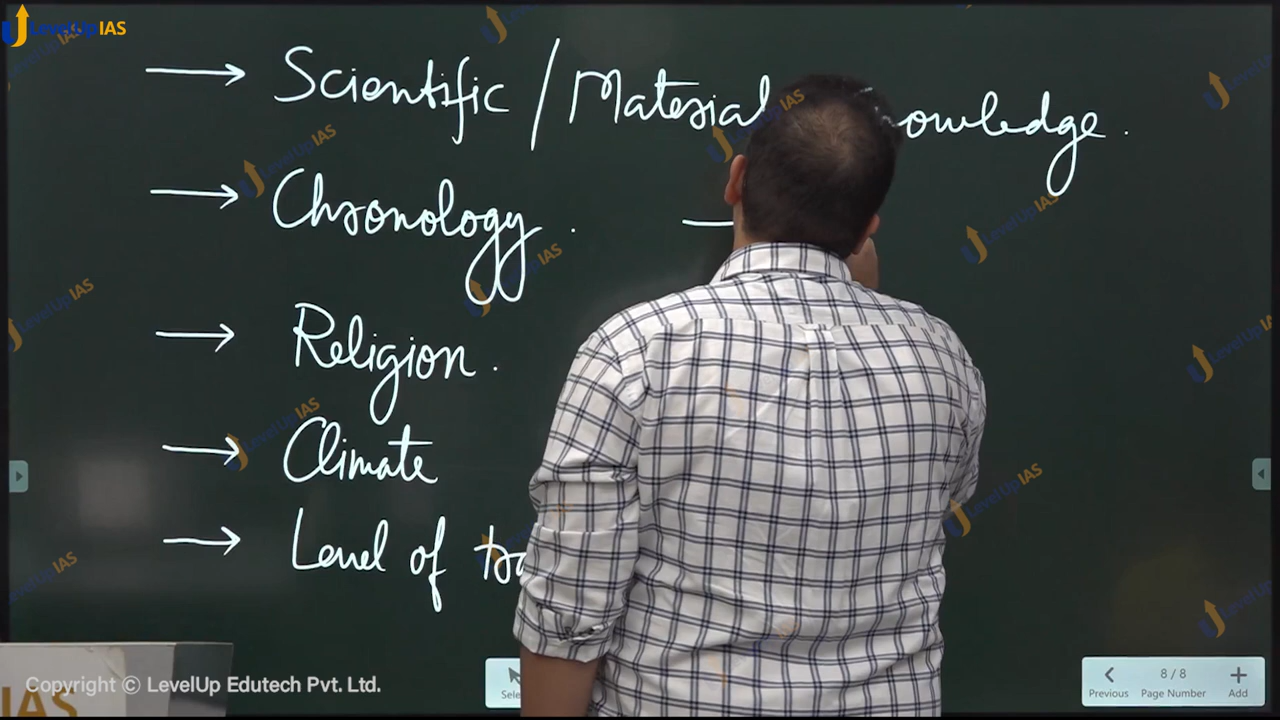 LevelUp IAS
→ Scientific / Material owledge.
→ Chronology.
→ Religion.
→ Climate
→ Level of
Copyright © LevelUp Edutech Pvt. Ltd.
IAS
8 / 8
Previous Page Number Add